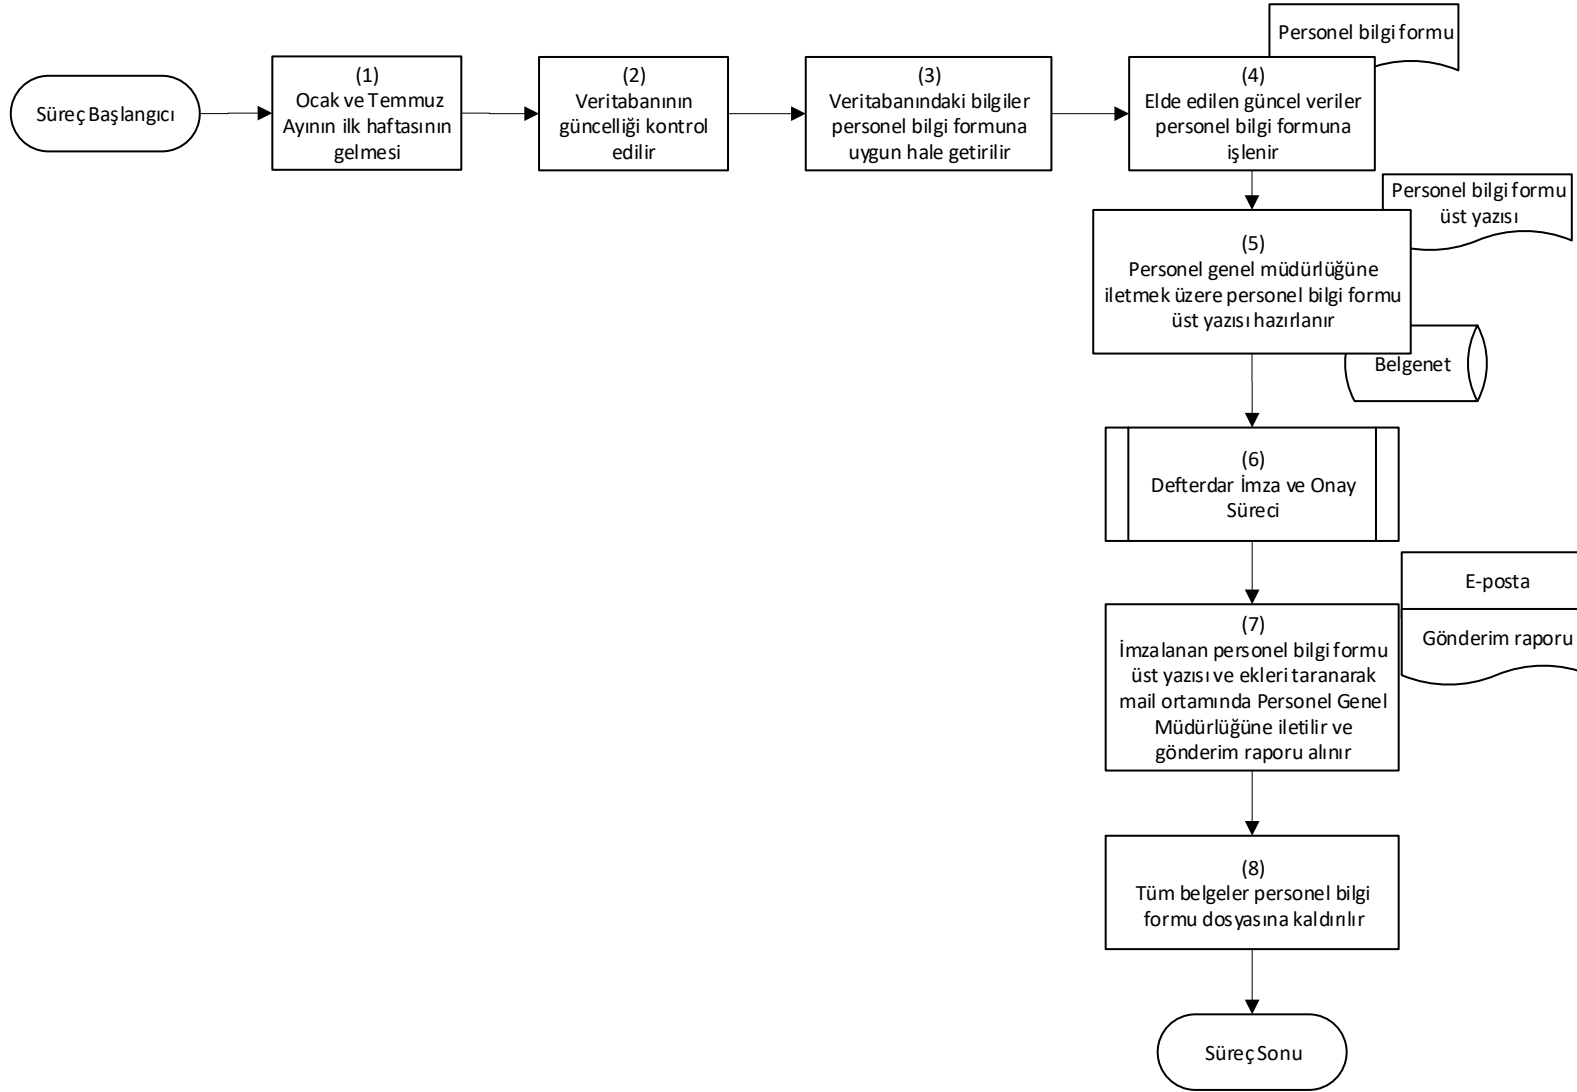 Süreç Başlangıcı
(1)
Ocak ve Temmuz
Ayının ilk haftasının
gelmesi
(2)
Veritabanının
güncelliği kontrol
edilir
(3)
Veritabanındaki bilgiler
personel bilgi formuna
uygun hale getirilir
Personel bilgi formu
(4)
Elde edilen güncel veriler
personel bilgi formuna
işlenir
Personel bilgi formu
üst yazısı
(5)
Personel genel müdürlüğüne
iletmek üzere personel bilgi formu
üst yazısı hazırlanır
Belgenet
(6)
Defterdar İmza ve Onay
Süreci
E-posta
Gönderim raporu
(7)
İmzalanan personel bilgi formu
üst yazısı ve ekleri taranarak
mail ortamında Personel Genel
Müdürlüğüne iletilir ve
gönderim raporu alınır
(8)
Tüm belgeler personel bilgi
formu dosyasına kaldırılır
Süreç Sonu